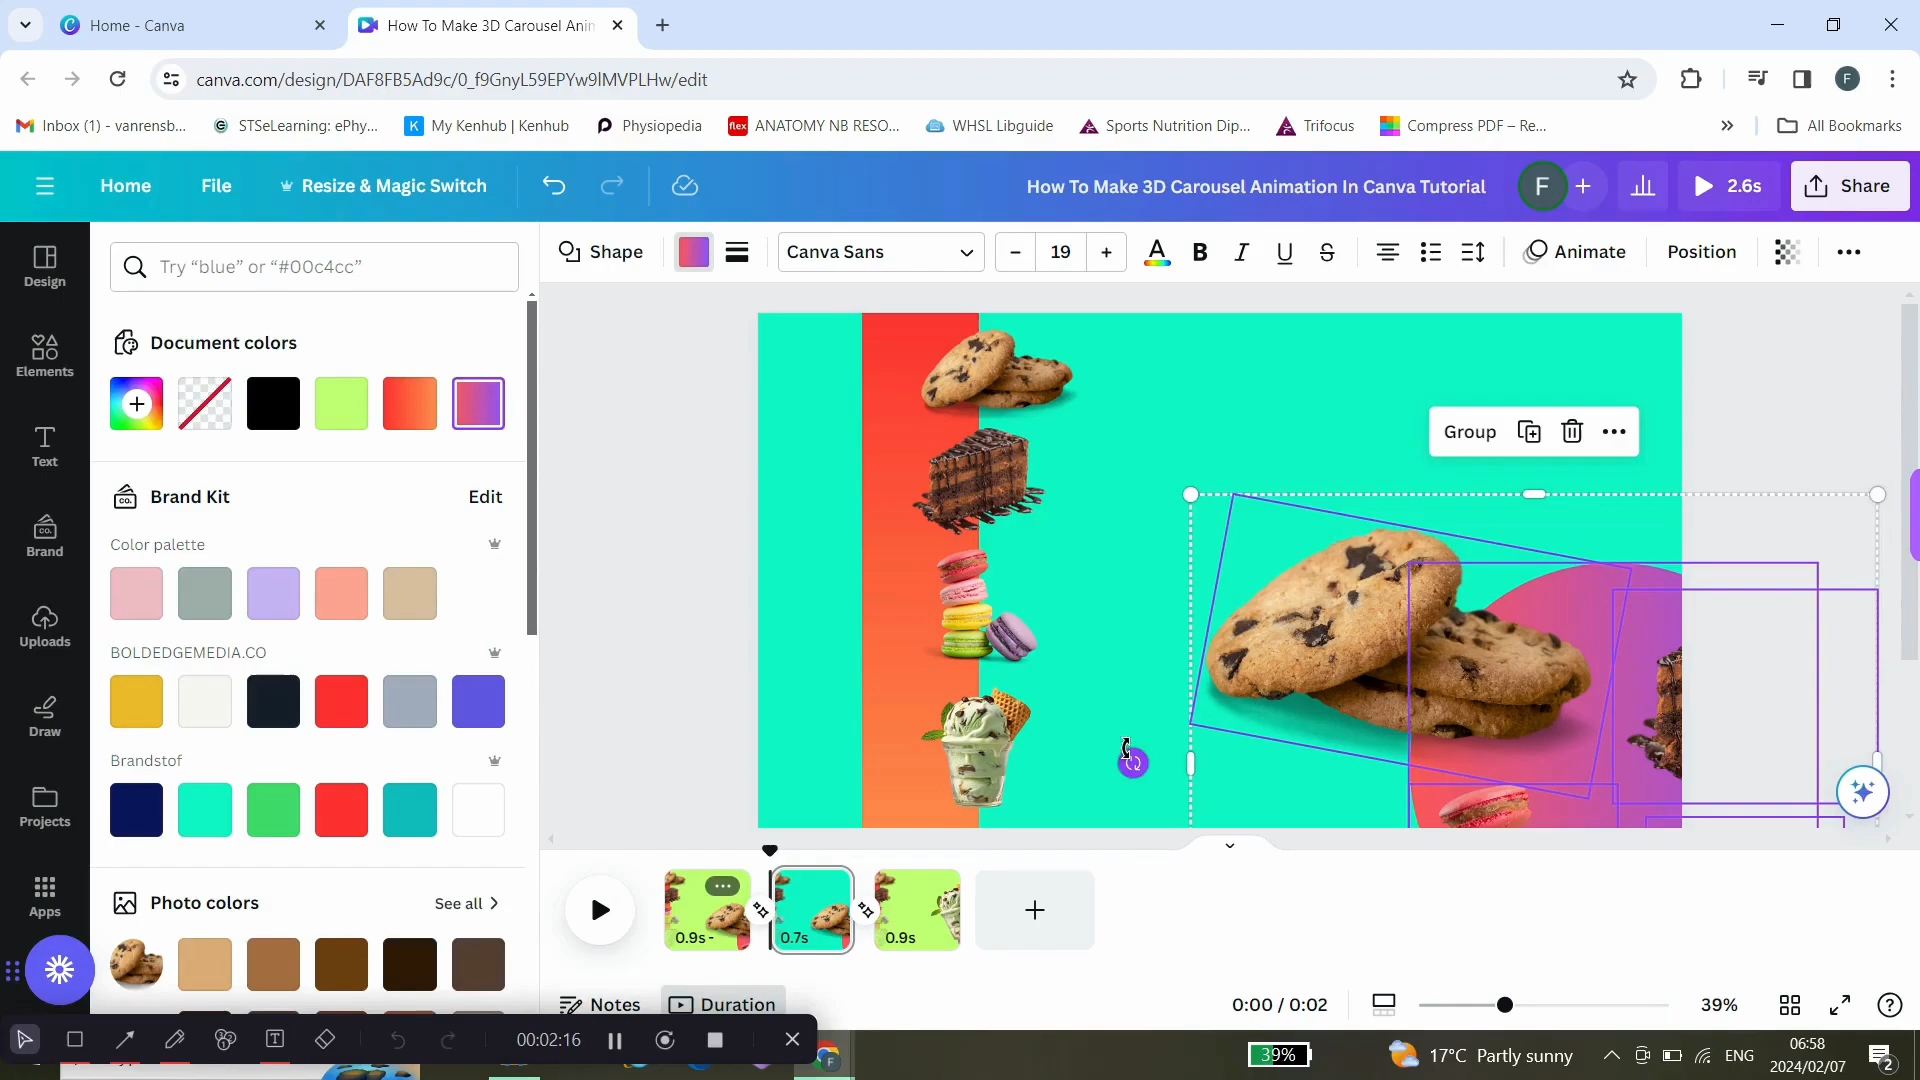 Home - Canva
How To Make 3D Carousel Anin
canva.com/design/DAF8FB5Ad9c/0_f9GnyL59EPYw9lMVPLHw/edit
F
Inbox (1) - vanrensb...
STSeLearning: ePhy...
K
My Kenhub | Kenhub
Physiopedia
flex
ANATOMY NB RESO...
WHSL Libguide
Sports Nutrition Dip...
Trifocus
Compress PDF – Re...
All Bookmarks
Home
File
Resize & Magic Switch
How To Make 3D Carousel Animation In Canva Tutorial
F
2.6s
Share
Design
Elements
Text
Brand
Uploads
Draw
Projects
Apps
Try “blue” or “#00c4cc”
Document colors
Brand Kit
Edit
Color palette
BOLDEDGEMEDIA.CO
Brandstof
Photo colors
See all
Shape
Canva Sans
19
A
B
I
U
S
Animate
Position
Group
0.9s
0.7s
0.9s
Notes
Duration
0:00 / 0:02
39%
00:02:16
39%
17°C Partly sunny
ENG
06:58
2024/02/07
2